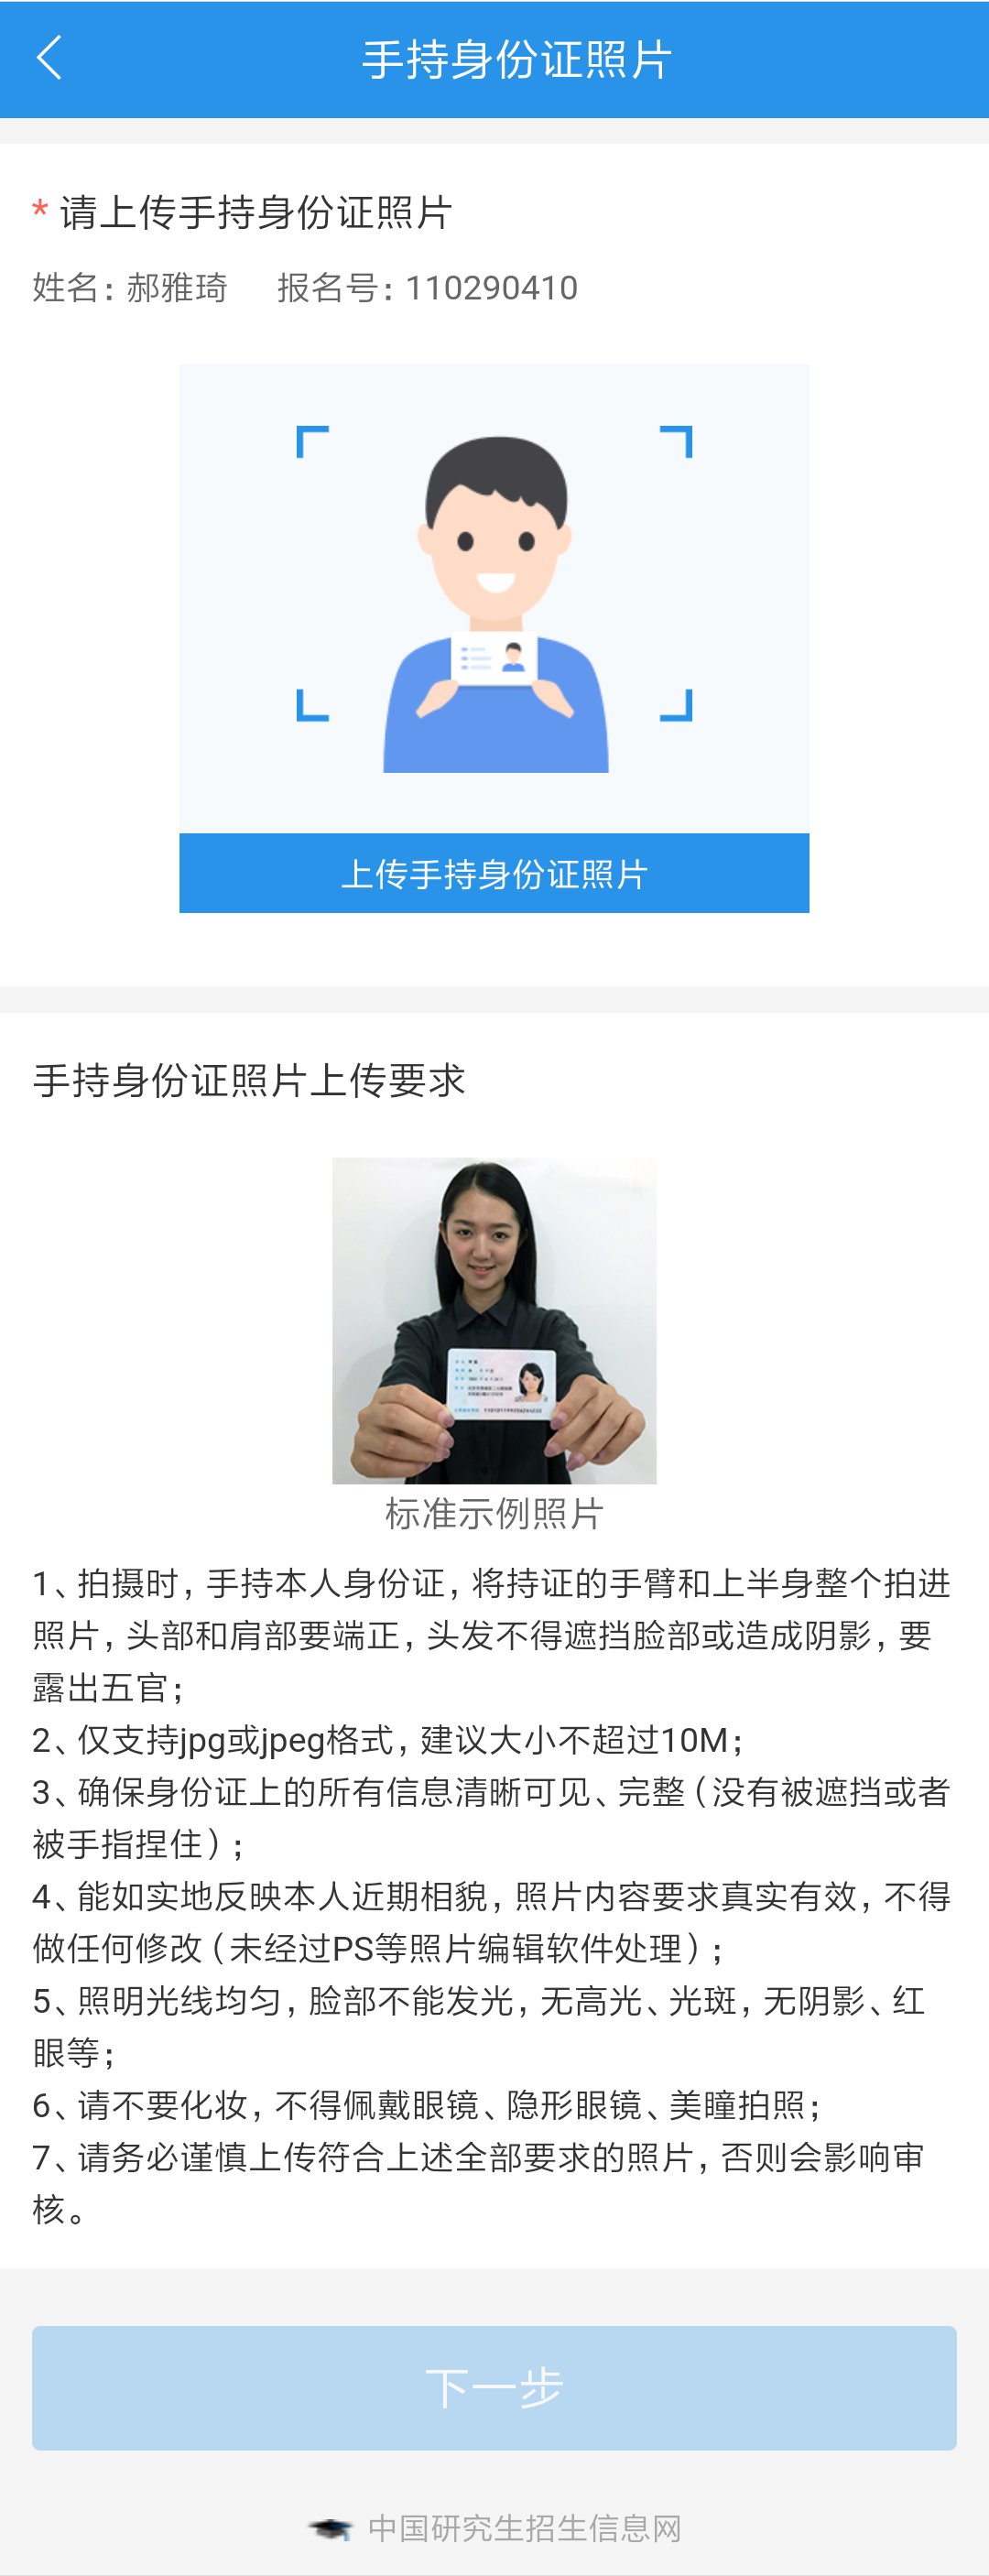 手持身份证照片
* 请上传手持身份证照片
姓名：郝雅琦 报名号：110290410
上传手持身份证照片
手持身份证照片上传要求
标准示例照片
1、拍摄时，手持本人身份证，将持证的手臂和上半身整个拍进
照片，头部和肩部要端正，头发不得遮挡脸部或造成阴影，要
露出五官；
2、仅支持jpg或jpeg格式，建议大小不超过10M；
3、确保身份证上的所有信息清晰可见、完整（没有被遮挡或者
被手指捏住）；
4、能如实地反映本人近期相貌，照片内容要求真实有效，不得
做任何修改（未经过PS等照片编辑软件处理）；
5、照明光线均匀，脸部不能发光，无高光、光斑，无阴影、红
眼等；
6、请不要化妆，不得佩戴眼镜、隐形眼镜、美瞳拍照；
7、请务必谨慎上传符合上述全部要求的照片，否则会影响审
核。
下一步
中国研究生招生信息网